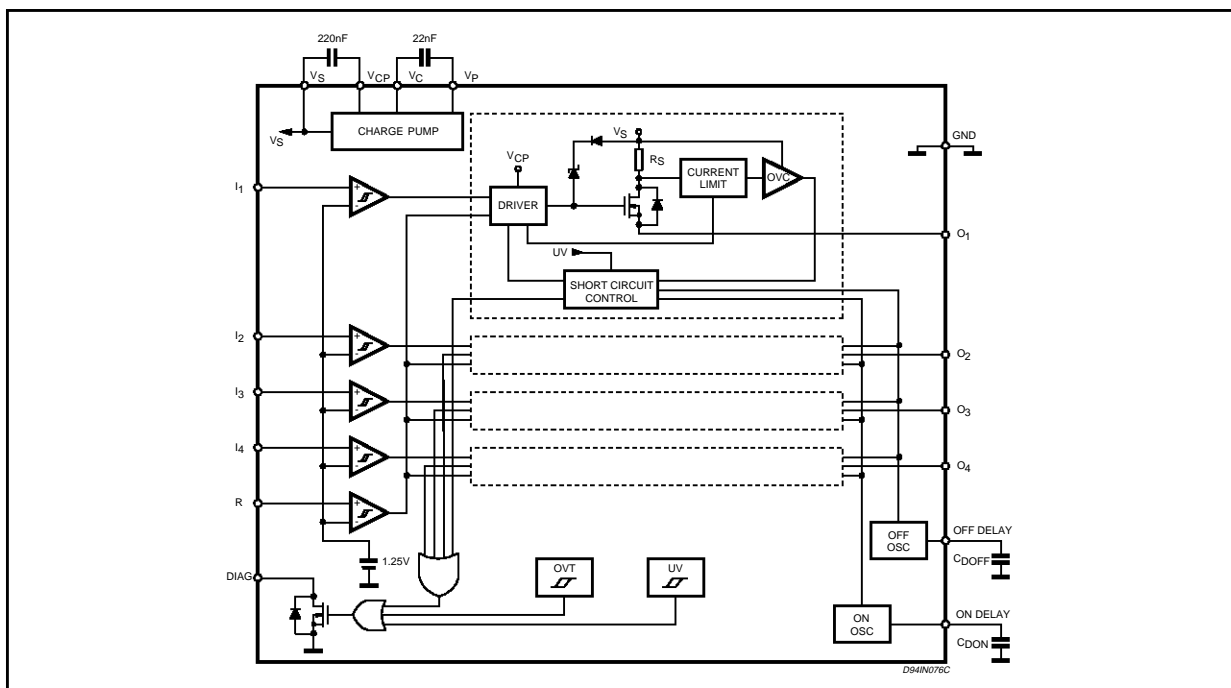 220nF 22nF
VS VCP VC VP
VS CHARGE PUMP
GND
VS
VCP RS
CURRENT
LIMIT
OVC
I1 + -
DRIVER
O1
UV
SHORT CIRCUIT
CONTROL
I2 + - O2
I3 + - O3
I4 + - O4
R + -
OFF
OSC
OFF DELAY
CDOFF
1.25V
DIAG
OVT
UV
ON
OSC
ON DELAY
CDON
D94IN076C